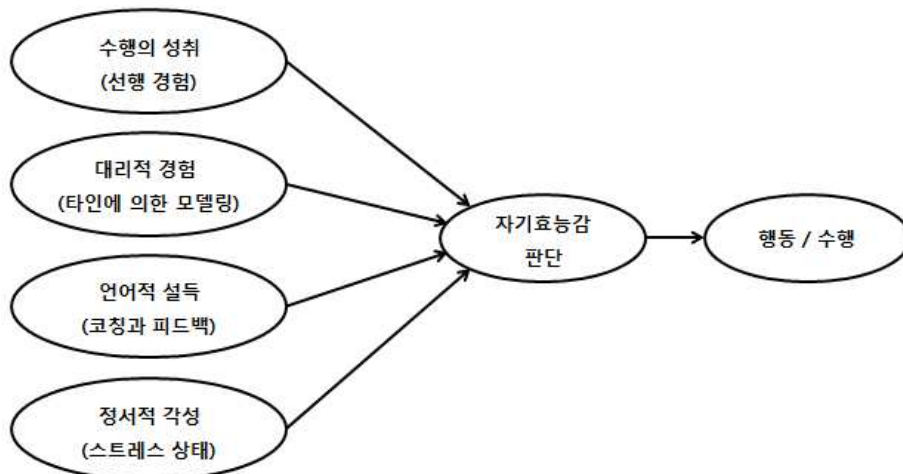 수행의 성취
(선행 경험)
대리적 경험
(타인에 의한 모델링)
언어적 설득
(코칭과 피드백)
정서적 각성
(스트레스 상태)
자기효능감
판단
행동 / 수행